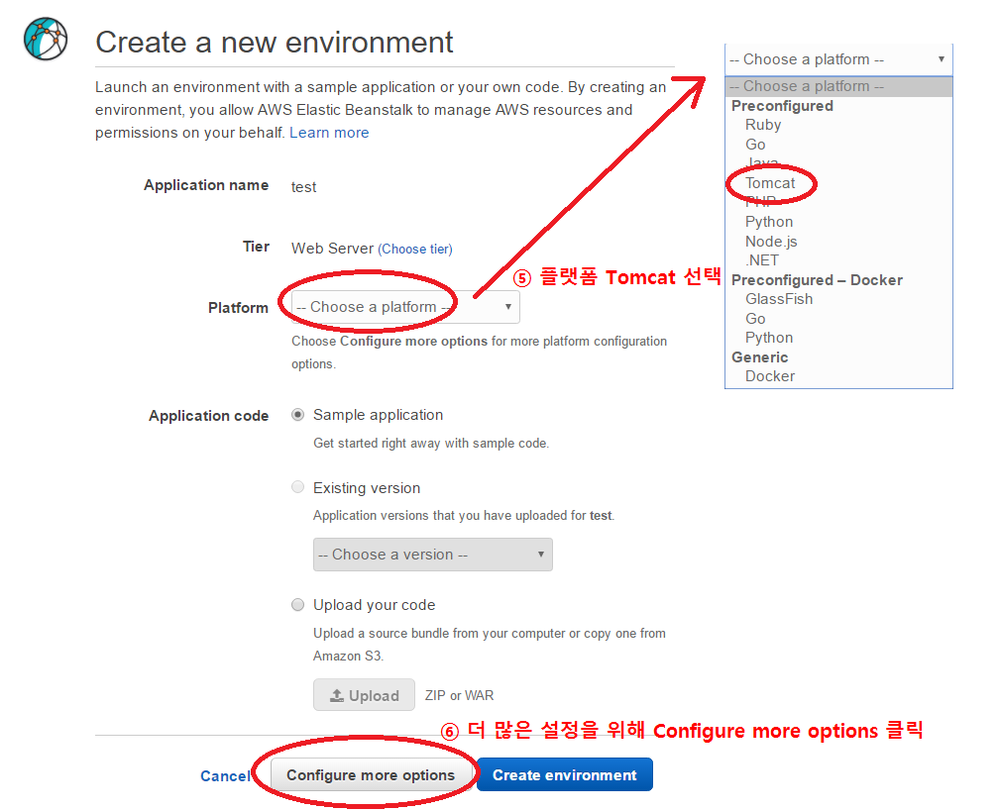 Create a new environment
Launch an environment with a sample application or your own code. By creating an
environment, you allow AWS Elastic Beanstalk to manage AWS resources and
permissions on your behalf. Learn more
Application name test
Tier Web Server (Choose tier)
Platform -- Choose a platform --
Choose Configure more options for more platform configuration
options.
⑤ 플랫폼 Tomcat 선택
-- Choose a platform --
-- Choose a platform --
Preconfigured
Ruby
Go
Java
Tomcat
PHP
Python
Node.js
.NET
Preconfigured – Docker
GlassFish
Go
Python
Generic
Docker
Application code Sample application
Get started right away with sample code.
Existing version
Application versions that you have uploaded for test.
-- Choose a version --
Upload your code
Upload a source bundle from your computer or copy one from
Amazon S3.
Upload ZIP or WAR
⑥ 더 많은 설정을 위해 Configure more options 클릭
Cancel Configure more options Create environment